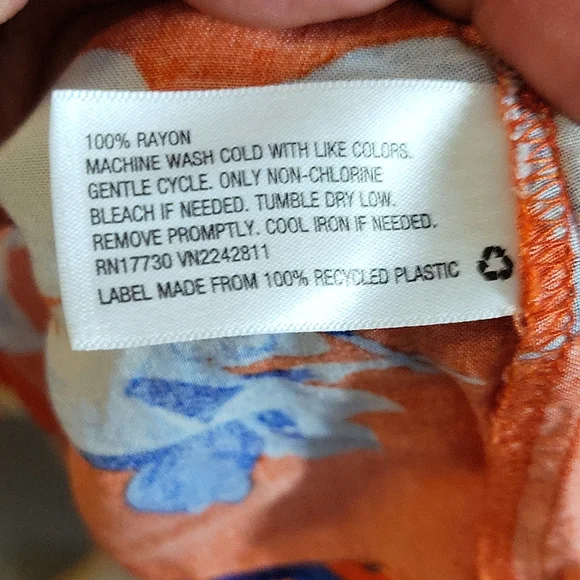 100% RAYON
MACHINE WASH COLD WITH LIKE COLORS.
GENTLE CYCLE. ONLY NON-CHLORINE
BLEACH IF NEEDED. TUMBLE DRY LOW.
REMOVE PROMPTLY. COOL IRON IF NEEDED.
RN17730 VN2242811
LABEL MADE FROM 100% RECYCLED PLASTIC